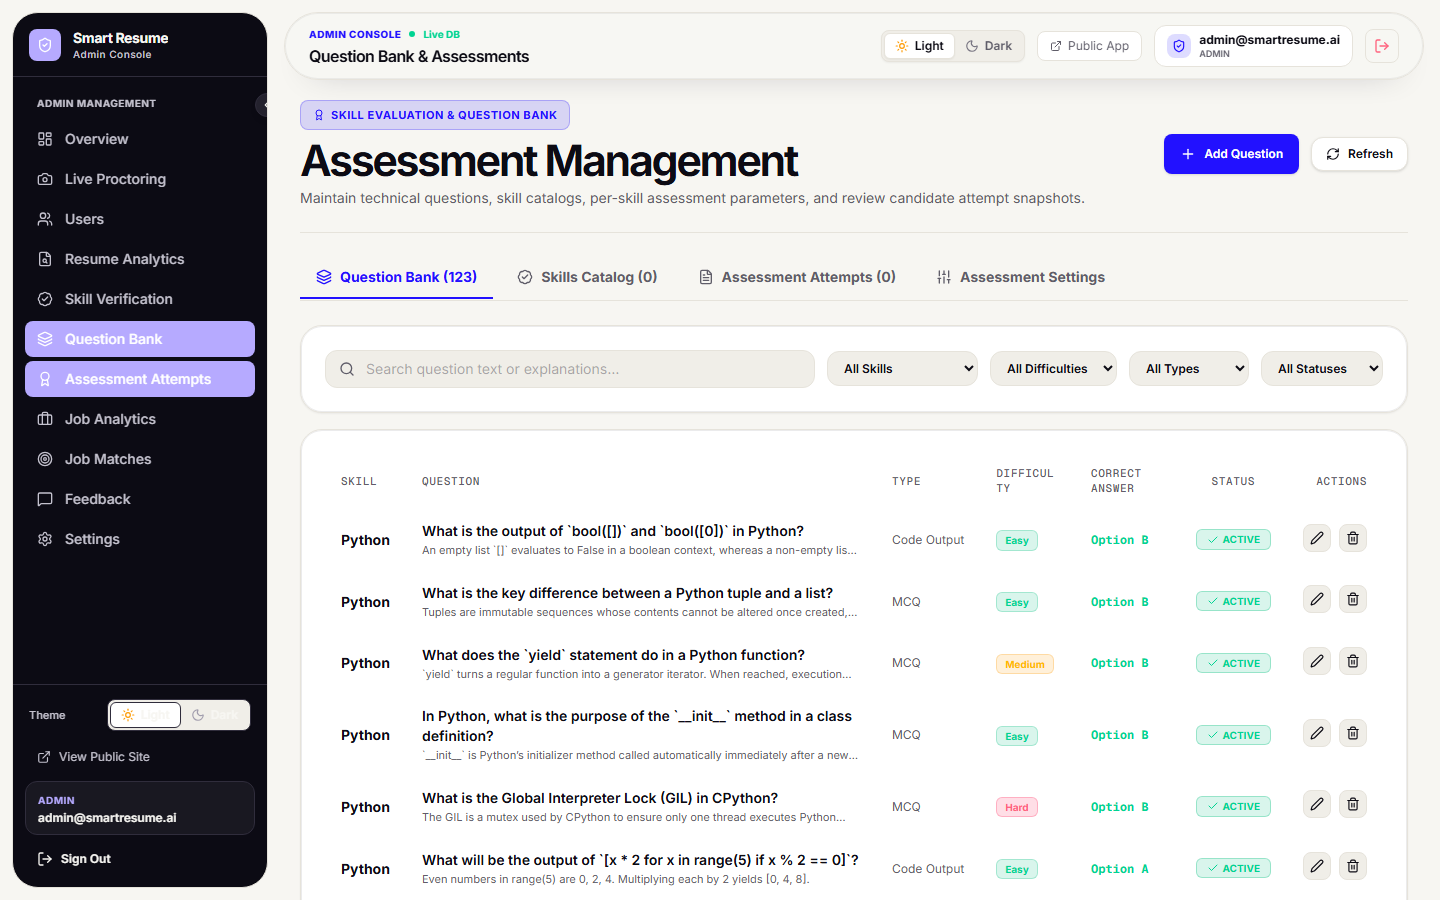 Smart Resume
Admin Console
ADMIN MANAGEMENT
Overview
Live Proctoring
Users
Resume Analytics
Skill Verification
Question Bank
Assessment Attempts
Job Analytics
Job Matches
Feedback
Settings
Theme
Light
Dark
View Public Site
ADMIN
admin@smartresume.ai
Sign Out
ADMIN CONSOLE
Live DB
Question Bank & Assessments
Light
Dark
Public App
admin@smartresume.ai
ADMIN
SKILL EVALUATION & QUESTION BANK
Assessment Management
Maintain technical questions, skill catalogs, per-skill assessment parameters, and review candidate attempt snapshots.
Add Question
Refresh
Question Bank (123)
Skills Catalog (0)
Assessment Attempts (0)
Assessment Settings
Search question text or explanations...
All Skills
All Difficulties
All Types
All Statuses
SKILL
QUESTION
TYPE
DIFFICUL
TY
CORRECT
ANSWER
STATUS
ACTIONS
Python
What is the output of `bool([])` and `bool([0])` in Python?
An empty list `[]` evaluates to False in a boolean context, whereas a non-empty lis...
Code Output
Easy
Option B
ACTIVE
Python
What is the key difference between a Python tuple and a list?
Tuples are immutable sequences whose contents cannot be altered once created,...
MCQ
Easy
Option B
ACTIVE
Python
What does the `yield` statement do in a Python function?
`yield` turns a regular function into a generator iterator. When reached, execution...
MCQ
Medium
Option B
ACTIVE
Python
In Python, what is the purpose of the `__init__` method in a class
definition?
`__init__` is Python's initializer method called automatically immediately after a new...
MCQ
Easy
Option B
ACTIVE
Python
What is the Global Interpreter Lock (GIL) in CPython?
The GIL is a mutex used by CPython to ensure only one thread executes Python...
MCQ
Hard
Option B
ACTIVE
Python
What will be the output of `[x * 2 for x in range(5) if x % 2 == 0]`?
Even numbers in range(5) are 0, 2, 4. Multiplying each by 2 yields [0, 4, 8].
Code Output
Easy
Option A
ACTIVE